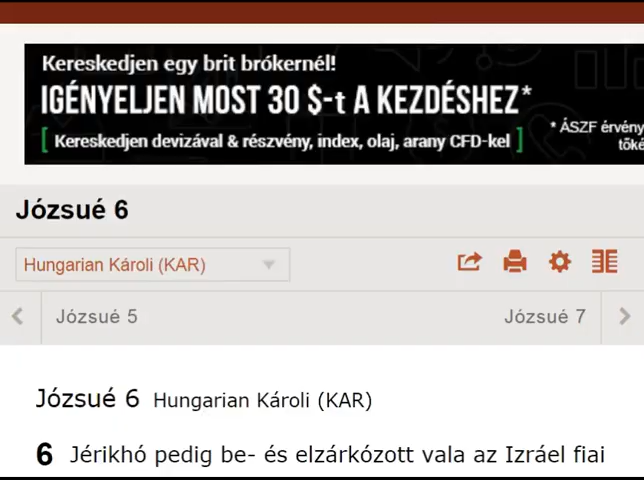 Kereskedjen egy brit brókernél!
IGÉNYELJEN MOST 30 $-t A KEZDÉSHEZ*
[ Kereskedjen devizával & részvény, index, olaj, arany CFD-kel ]
* ÁSZF érvény
tőké
Józsué 6
Hungarian Károli (KAR)
Józsué 5
Józsué 7
Józsué 6 Hungarian Károli (KAR)
6 Jérikhó pedig be- és elzárkózott vala az Izráel fiai